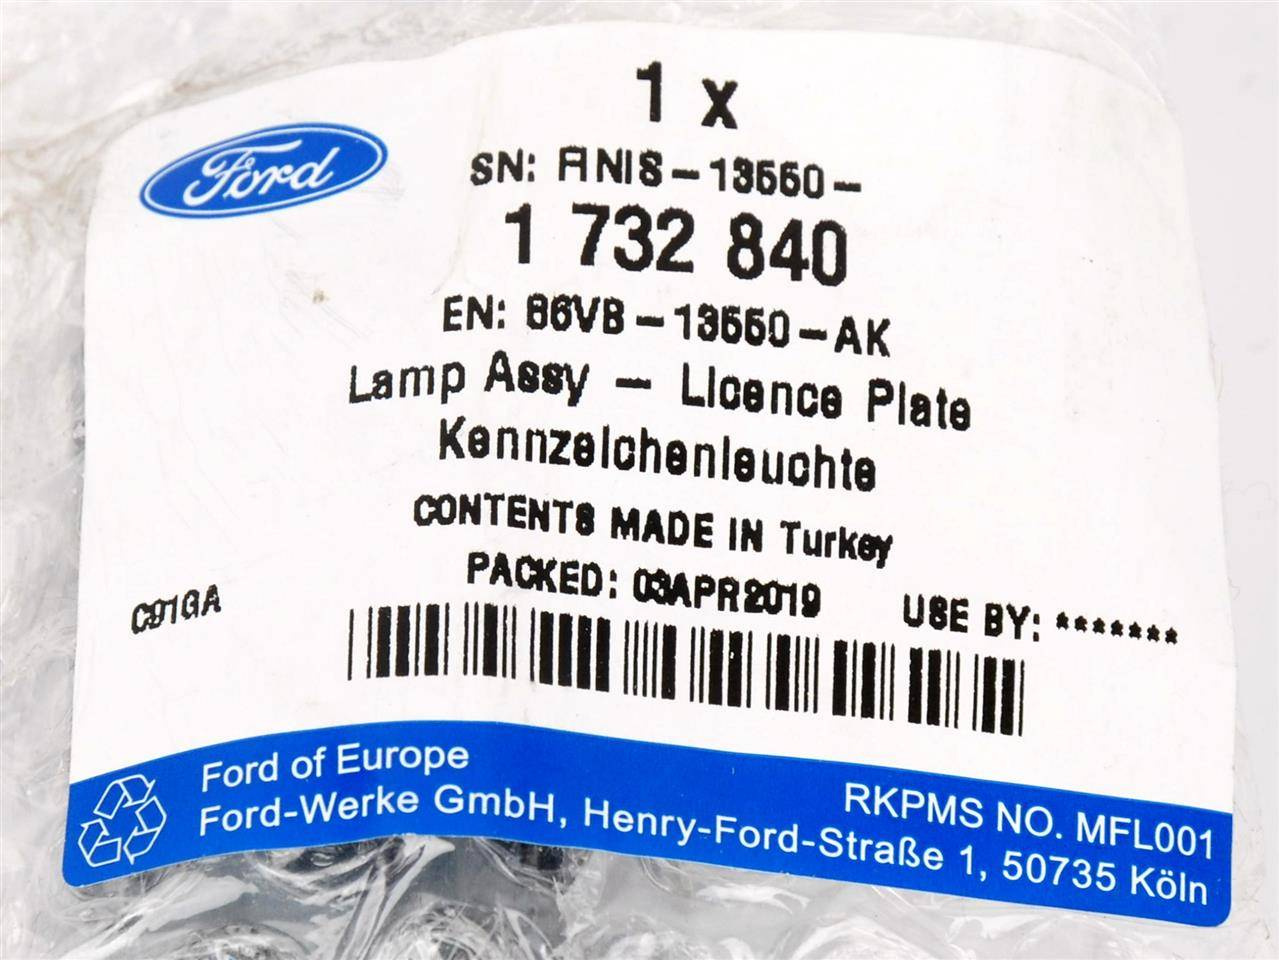 Ford
1 x
SN: FINIS-13550-
1 732 840
EN: 86VB-13550-AK
Lamp Assy - Licence Plate
Kennzeichenleuchte
CONTENTS MADE IN Turkey
PACKED: 03APR2019
USE BY: *******
C91GA
Ford of Europe
Ford-Werke GmbH, Henry-Ford-Straße 1, 50735 Köln
RKPMS NO. MFL001